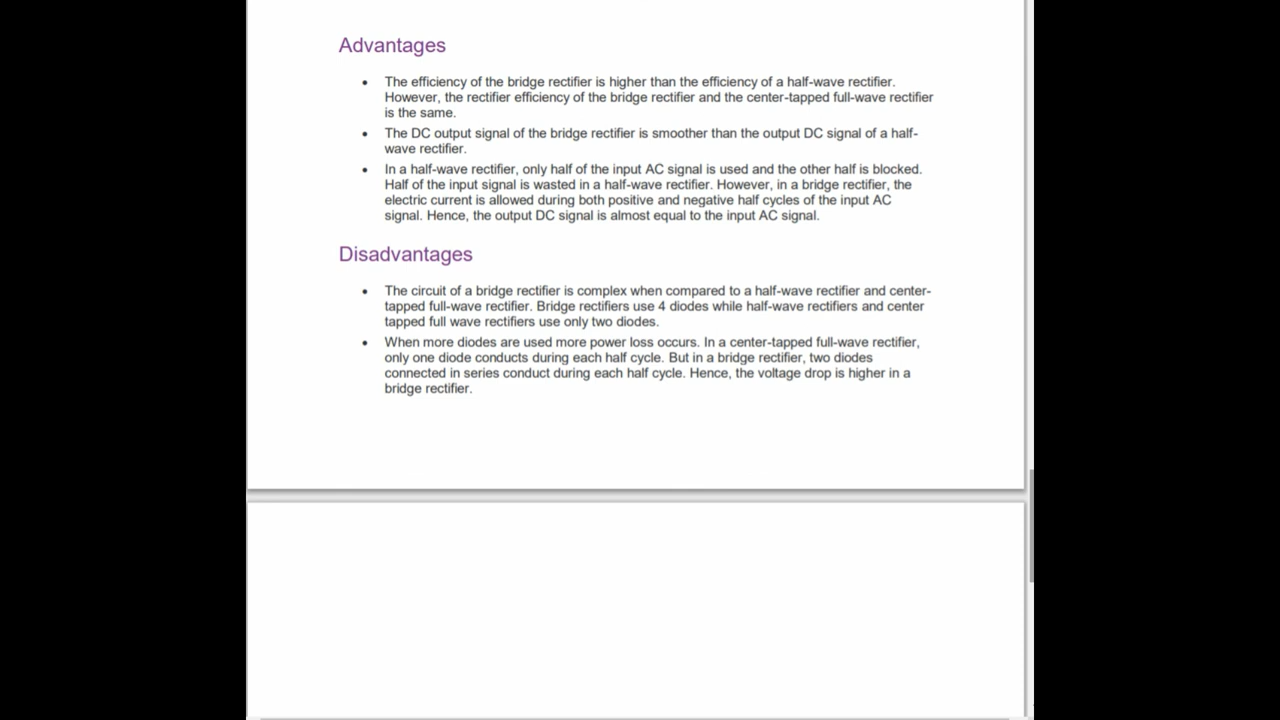 Advantages
• The efficiency of the bridge rectifier is higher than the efficiency of a half-wave rectifier.
However, the rectifier efficiency of the bridge rectifier and the center-tapped full-wave rectifier
is the same.
• The DC output signal of the bridge rectifier is smoother than the output DC signal of a half-
wave rectifier.
• In a half-wave rectifier, only half of the input AC signal is used and the other half is blocked.
Half of the input signal is wasted in a half-wave rectifier. However, in a bridge rectifier, the
electric current is allowed during both positive and negative half cycles of the input AC
signal. Hence, the output DC signal is almost equal to the input AC signal.
Disadvantages
• The circuit of a bridge rectifier is complex when compared to a half-wave rectifier and center-
tapped full-wave rectifier. Bridge rectifiers use 4 diodes while half-wave rectifiers and center
tapped full wave rectifiers use only two diodes.
• When more diodes are used more power loss occurs. In a center-tapped full-wave rectifier,
only one diode conducts during each half cycle. But in a bridge rectifier, two diodes
connected in series conduct during each half cycle. Hence, the voltage drop is higher in a
bridge rectifier.